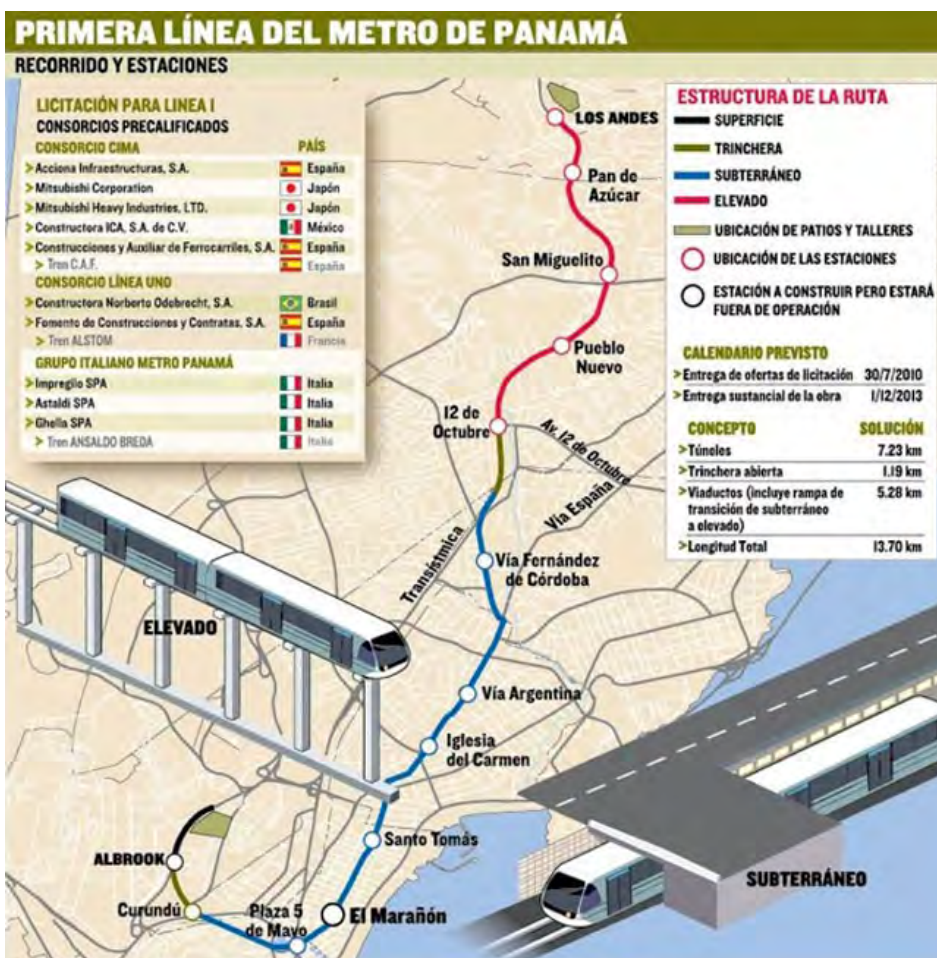 PRIMERA LÍNEA DEL METRO DE PANAMÁ
RECORRIDO Y ESTACIONES
LICITACIÓN PARA LINEA I
CONSORCIOS PRECALIFICADOS
CONSORCIO CIMA PAÍS
Acciona Infraestructuras, S.A. España
Mitsubishi Corporation Japón
Mitsubishi Heavy Industries, LTD. Japón
Constructora ICA, S.A. de C.V. México
Construcciones y Auxiliar de Ferrocarriles, S.A. España
Tren C.A.F. España
CONSORCIO LÍNEA UNO
Constructora Norberto Odebrecht, S.A. Brasil
Fomento de Construcciones y Contratas, S.A. España
Tren ALSTOM Francia
GRUPO ITALIANO METRO PANAMÁ
Impregilo SPA Italia
Astaldi SPA Italia
Ghella SPA Italia
Tren ANSALDO BREDA Italia
ESTRUCTURA DE LA RUTA
SUPERFICIE
TRINCHERA
SUBTERRÁNEO
ELEVADO
UBICACIÓN DE PATIOS Y TALLERES
UBICACIÓN DE LAS ESTACIONES
ESTACIÓN A CONSTRUIR PERO ESTARÁ
FUERA DE OPERACIÓN
CALENDARIO PREVISTO
Entrega de ofertas de licitación 30/7/2010
Entrega sustancial de la obra 1/12/2013
CONCEPTO SOLUCIÓN
Túneles 7.23 km
Trinchera abierta 1.19 km
Viaductos (incluye rampa de 5.28 km
transición de subterráneo
a elevado)
Longitud Total 13.70 km
LOS ANDES
Pan de
Azúcar
San Miguelito
Pueblo
Nuevo
12 de
Octubre
Av. 12 de Octubre
Vía España
Transístmica
Vía Fernández
de Córdoba
ELEVADO
Vía Argentina
Iglesia
del Carmen
Santo Tomás
ALBROOK
Curundú
Plaza 5
de Mayo
El Marañón
SUBTERRÁNEO